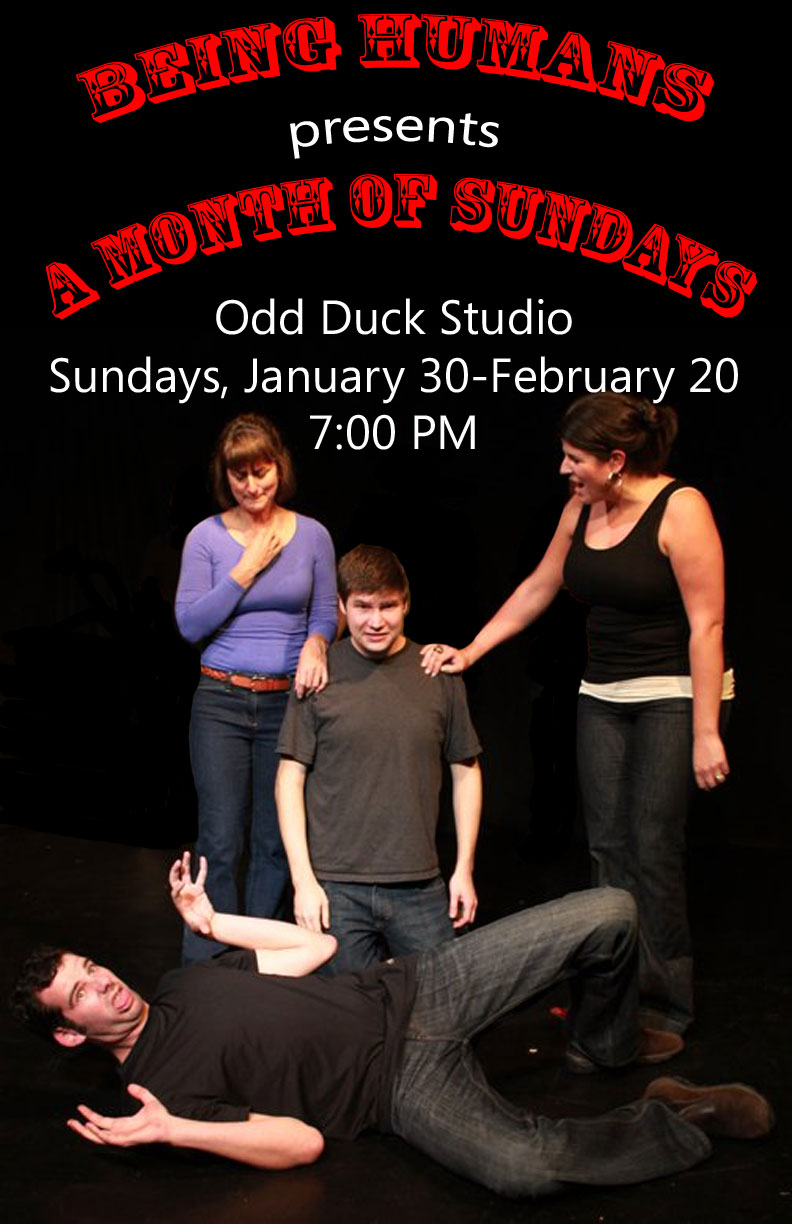 BEING HUMANS
presents
A MONTH OF SUNDAYS
Odd Duck Studio
Sundays, January 30-February 20
7:00 PM